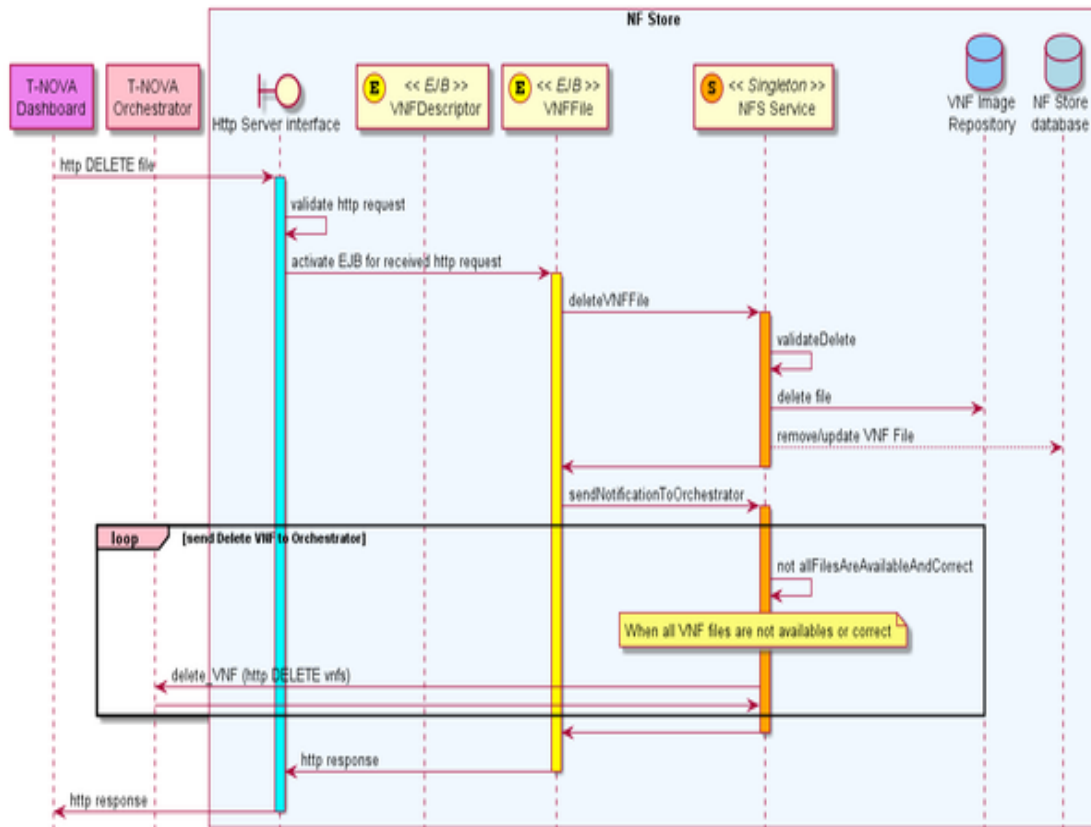 NF Store
T-NOVA
Dashboard
T-NOVA
Orchestrator
Http Server interface
E
<< EJB >>
VNFDescriptor
E
<< EJB >>
VNFFile
S
<< Singleton >>
NFS Service
VNF Image
Repository
NF Store
database
http DELETE file
validate http request
activate EJB for received http request
deleteVNFFile
validateDelete
delete file
remove/update VNF File
sendNotificationToOrchestrator
loop
[send Delete VNF to Orchestrator]
not allFilesAreAvailableAndCorrect
When all VNF files are not availables or correct
delete_VNF (http DELETE vnfs)
http response
http response